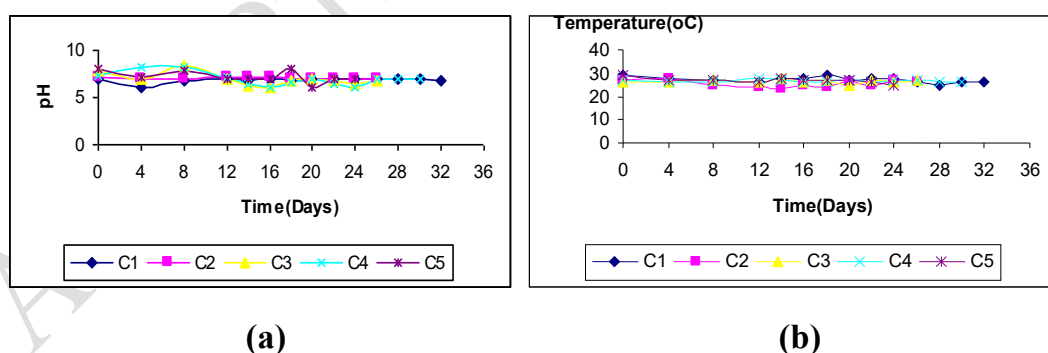 10
5
0
pH
0 4 8 12 16 20 24 28 32 36
Time(Days)
C1 C2 C3 C4 C5
(a)
Temperature(oC)
40
30
20
10
0
0 4 8 12 16 20 24 28 32 36
Time(Days)
C1 C2 C3 C4 C5
(b)